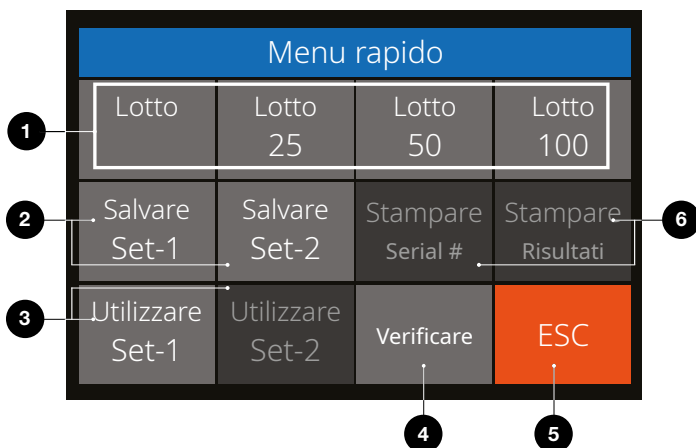 Menu rapido
Lotto
Lotto
25
Lotto
50
Lotto
100
1
Salvare
Set-1
Salvare
Set-2
Stampare
Serial #
Stampare
Risultati
2
6
Utilizzare
Set-1
Utilizzare
Set-2
Verificare
ESC
3
4
5